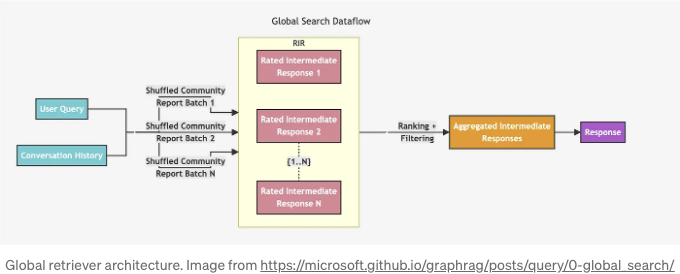 Global Search Dataflow
RIR
Rated Intermediate
Response 1
Shuffled Community
Report Batch 1
User Query
Rated Intermediate
Response 2
Shuffled Community
Report Batch 2
Ranking +
Filtering
Aggregated Intermediate
Responses
Response
Conversation History
Shuffled Community
Report Batch N
{1..N}
Rated Intermediate
Response N
Global retriever architecture. Image from https://microsoft.github.io/graphrag/posts/query/0-global_search/